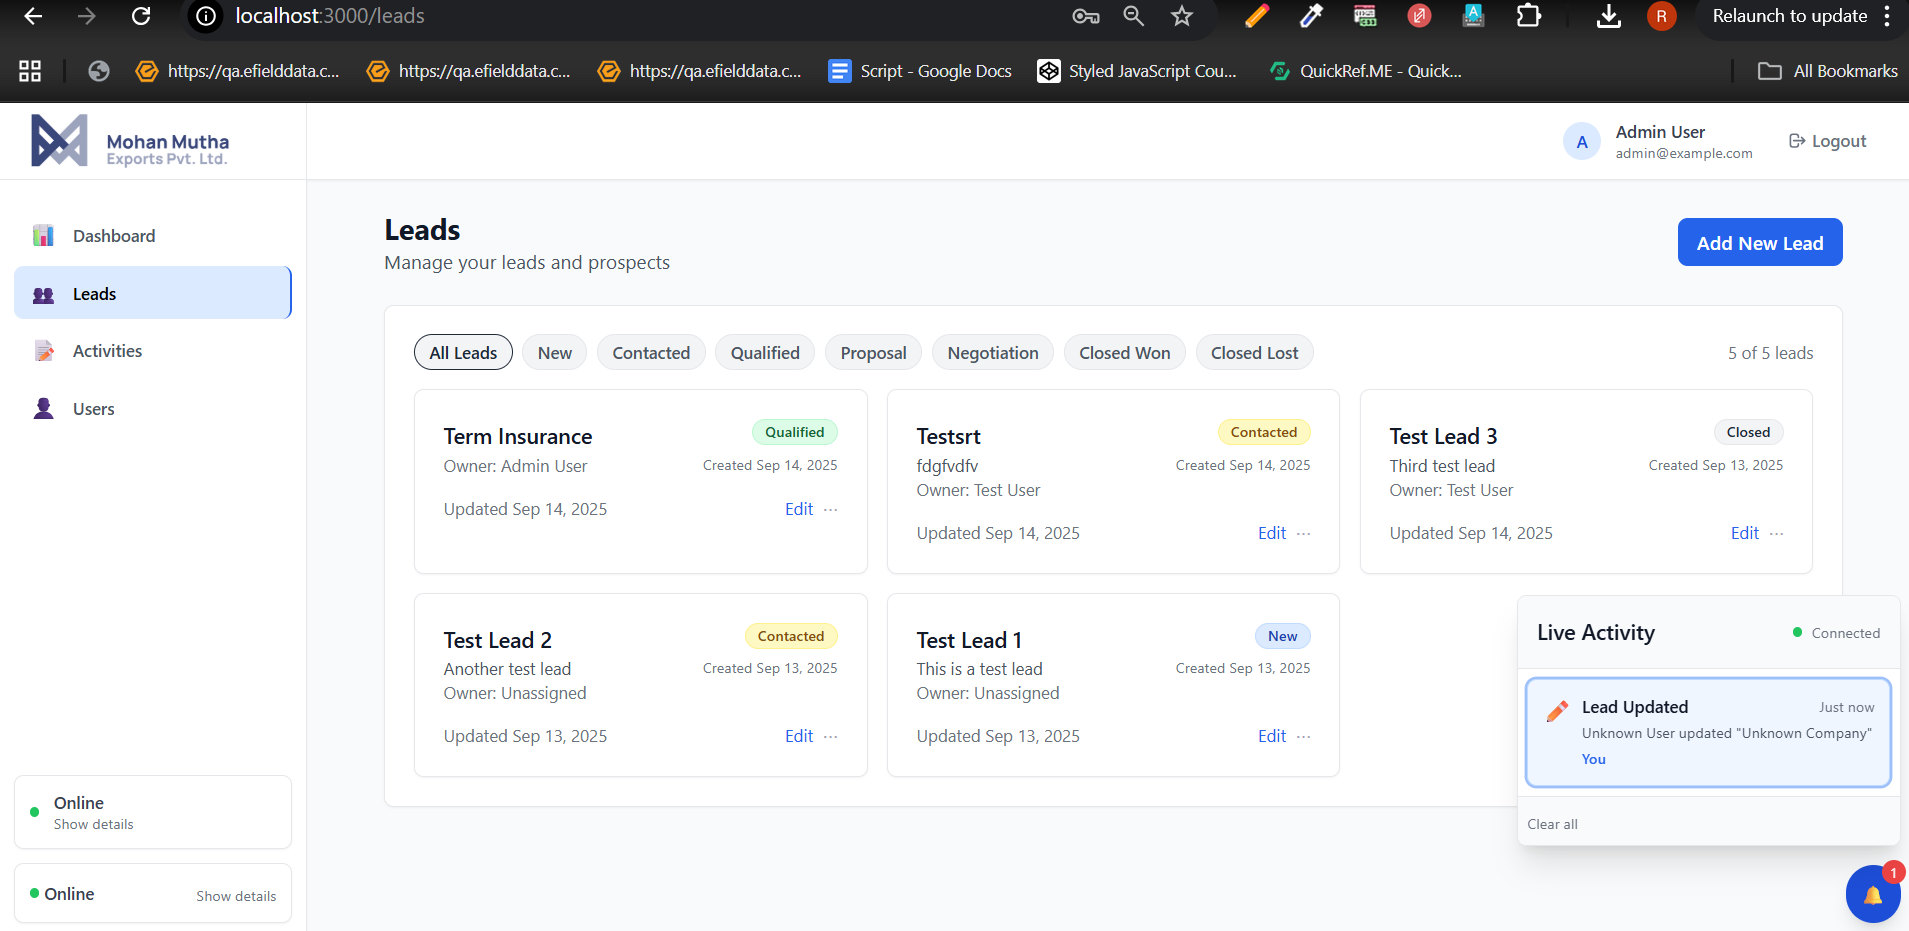 localhost:3000/leads
R
Relaunch to update
https://qa.efielddata.c...
https://qa.efielddata.c...
https://qa.efielddata.c...
Script - Google Docs
Styled JavaScript Cou...
QuickRef.ME - Quick...
All Bookmarks
Mohan Mutha
Exports Pvt. Ltd.
A
Admin User
admin@example.com
Logout
Dashboard
Leads
Activities
Users
Online
Show details
Online
Show details
Leads
Manage your leads and prospects
Add New Lead
All Leads
New
Contacted
Qualified
Proposal
Negotiation
Closed Won
Closed Lost
5 of 5 leads
Term Insurance
Qualified
Owner: Admin User
Created Sep 14, 2025
Updated Sep 14, 2025
Edit ...
Testsrt
Contacted
fdgfvdfv
Created Sep 14, 2025
Owner: Test User
Updated Sep 14, 2025
Edit ...
Test Lead 3
Closed
Third test lead
Created Sep 13, 2025
Owner: Test User
Updated Sep 14, 2025
Edit ...
Test Lead 2
Contacted
Another test lead
Created Sep 13, 2025
Owner: Unassigned
Updated Sep 13, 2025
Edit ...
Test Lead 1
New
This is a test lead
Created Sep 13, 2025
Owner: Unassigned
Updated Sep 13, 2025
Edit ...
Live Activity
Connected
Lead Updated
Just now
Unknown User updated "Unknown Company"
You
Clear all
1